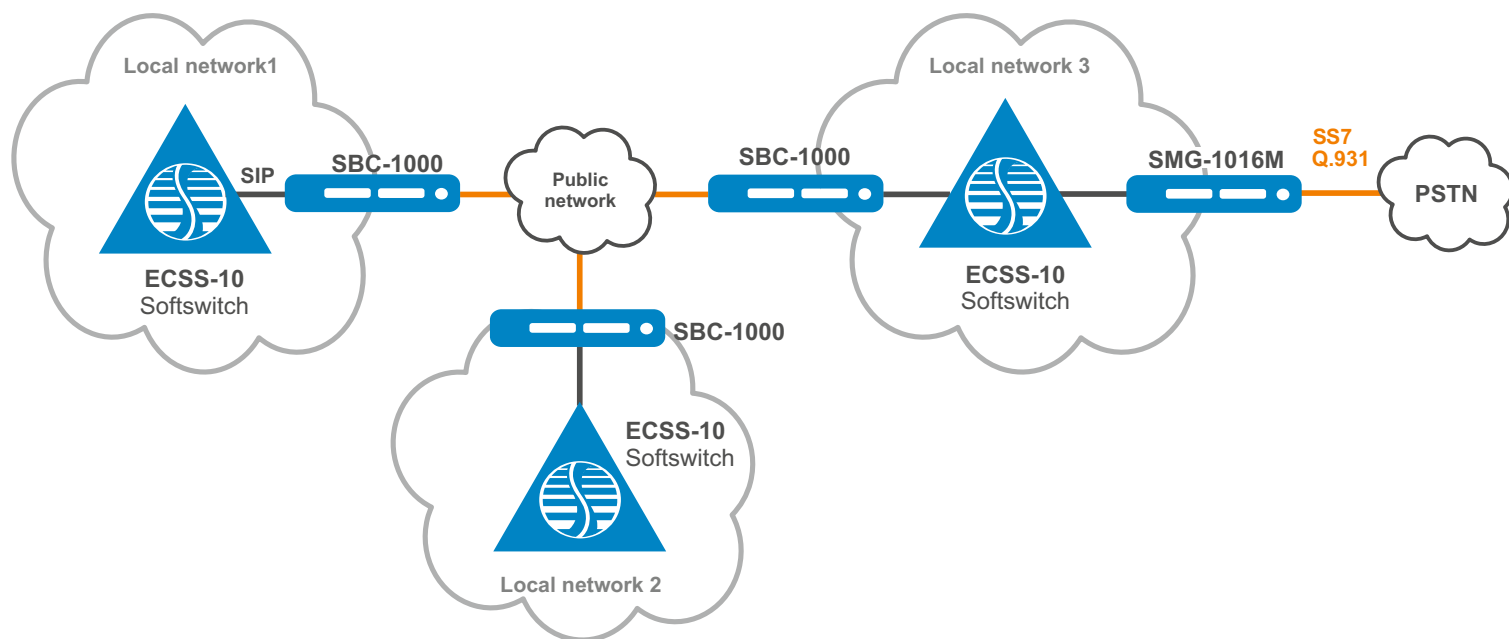 Local network1
SIP
SBC-1000
ECSS-10
Softswitch
Public
network
SBC-1000
ECSS-10
Softswitch
Local network 2
Local network 3
SBC-1000
ECSS-10
Softswitch
SMG-1016M
SS7
Q.931
PSTN